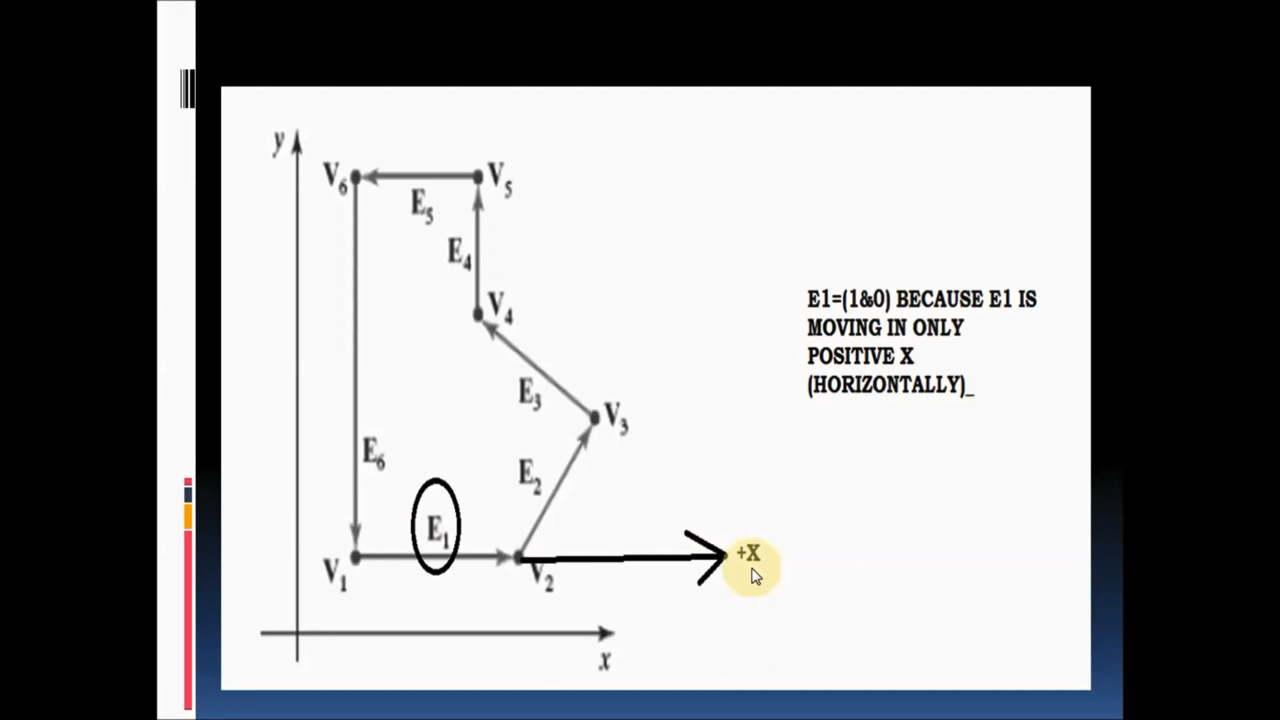 y
V6
V5
E5
E4
V4
E3
V3
E2
E6
E1
V1
V2
+X
x
E1=(1&0) BECAUSE E1 IS
MOVING IN ONLY
POSITIVE X
(HORIZONTALLY)_